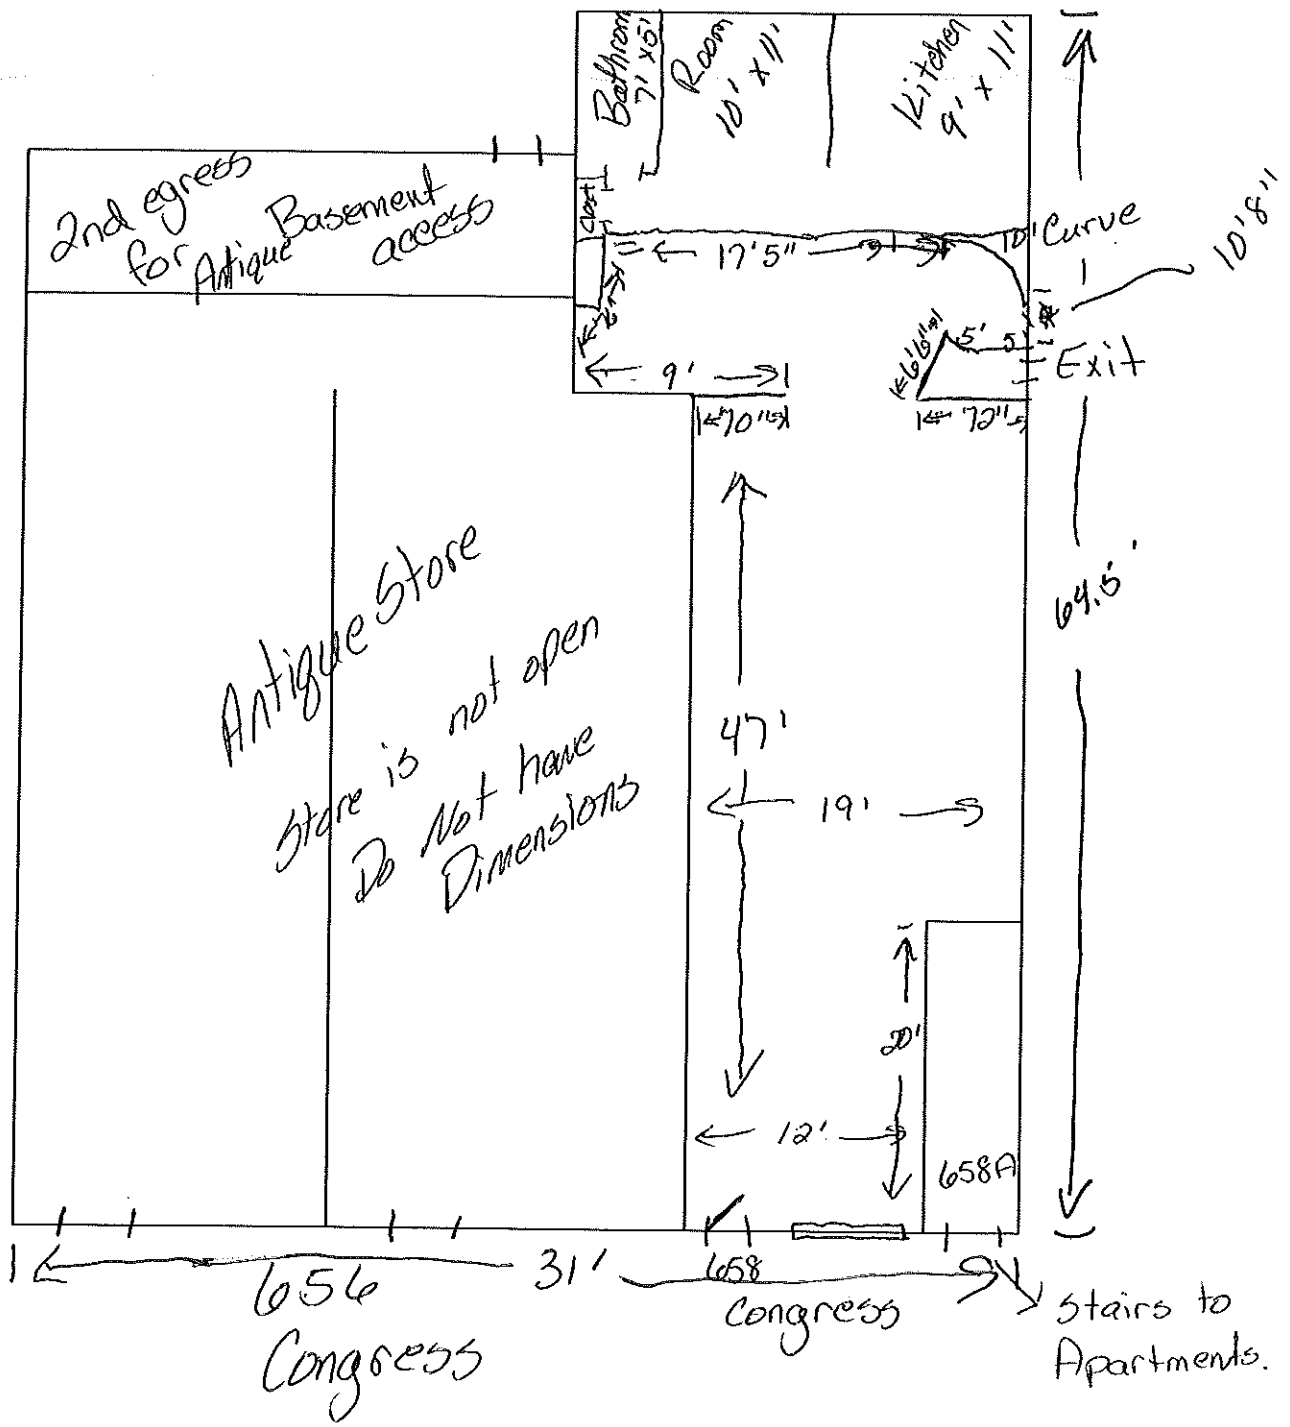 Bathroom
7' x 5'
Room
10' x 11'
Kitchen
9' x 11'
2nd egress
for Antique
Basement
access
Closet
17'5"
10' Curve
10'8"
9'
6'6"
5'
5'
Exit
70"
72"
64.5'
Antique Store
Store is not open
Do Not have
Dimensions
47'
19'
20'
12'
658A
31'
656
Congress
658
Congress
Stairs to
Apartments.